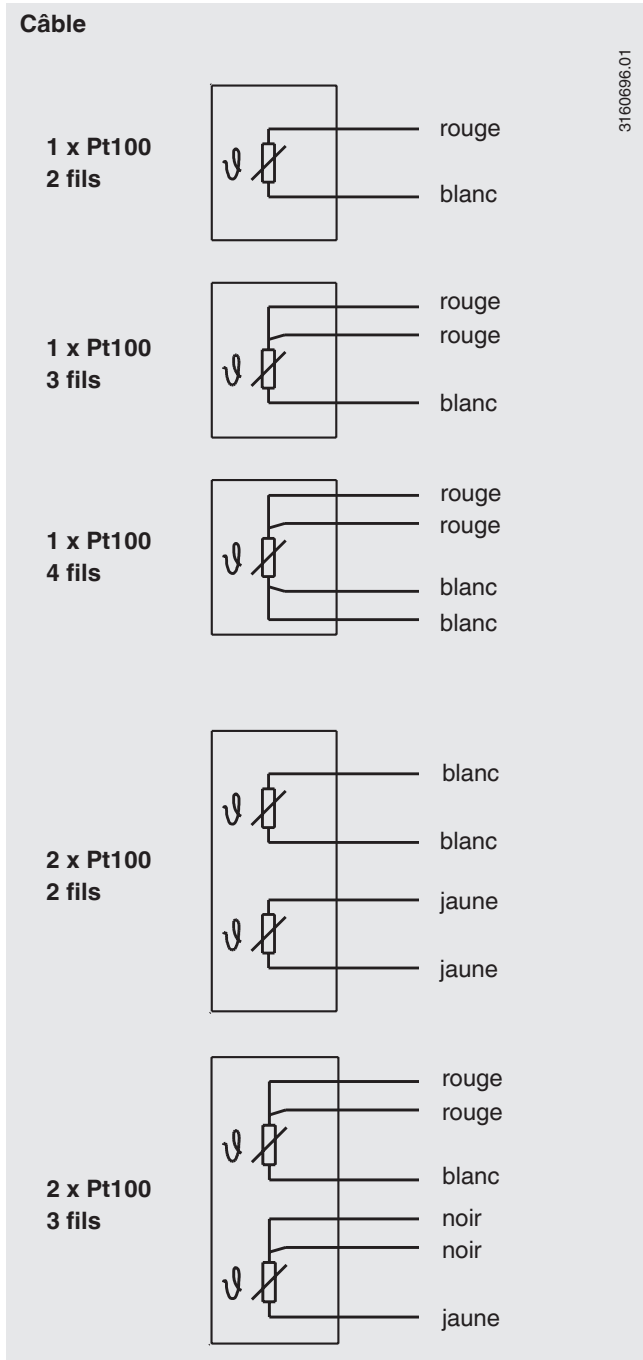 Câble
3160696.01
1 x Pt100
2 fils
rouge
blanc
ϑ
1 x Pt100
3 fils
rouge
rouge
blanc
ϑ
1 x Pt100
4 fils
rouge
rouge
blanc
blanc
ϑ
2 x Pt100
2 fils
blanc
blanc
jaune
jaune
ϑ
ϑ
2 x Pt100
3 fils
rouge
rouge
blanc
noir
noir
jaune
ϑ
ϑ